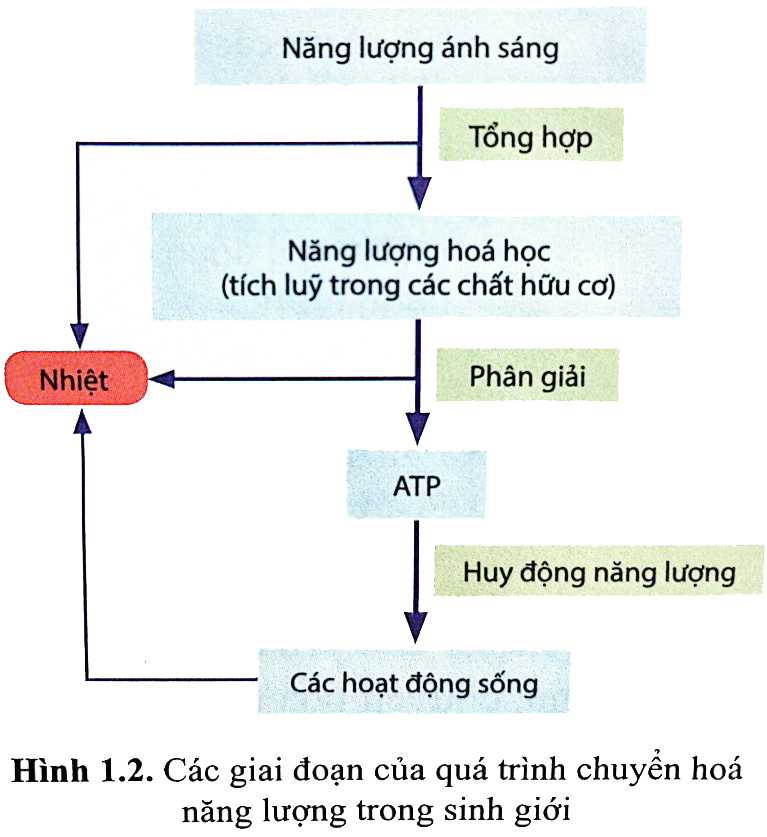 Năng lượng ánh sáng
Tổng hợp
Năng lượng hoá học
(tích luỹ trong các chất hữu cơ)
Nhiệt
Phân giải
ATP
Huy động năng lượng
Các hoạt động sống
Hình 1.2. Các giai đoạn của quá trình chuyển hoá
năng lượng trong sinh giới